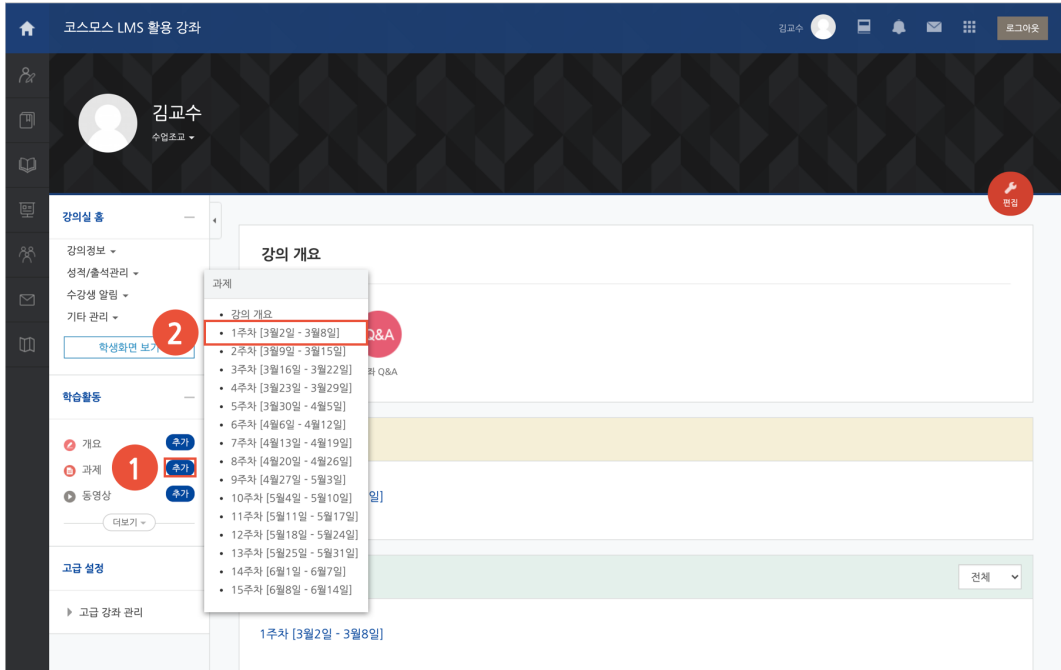 코스모스 LMS 활용 강좌
김교수
로그아웃
김교수
수업조교
편집
강의실 홈
강의정보
성적/출석관리
수강생 알림
기타 관리
학생화면 보기
학습활동
개요 추가
과제 추가
동영상 추가
더보기
고급 설정
고급 강좌 관리
1
2
과제
강의 개요
1주차 [3월2일 - 3월8일]
2주차 [3월9일 - 3월15일]
3주차 [3월16일 - 3월22일]
4주차 [3월23일 - 3월29일]
5주차 [3월30일 - 4월5일]
6주차 [4월6일 - 4월12일]
7주차 [4월13일 - 4월19일]
8주차 [4월20일 - 4월26일]
9주차 [4월27일 - 5월3일]
10주차 [5월4일 - 5월10일]
11주차 [5월11일 - 5월17일]
12주차 [5월18일 - 5월24일]
13주차 [5월25일 - 5월31일]
14주차 [6월1일 - 6월7일]
15주차 [6월8일 - 6월14일]
강의 개요
Q&A
Q&A
일]
전체
1주차 [3월2일 - 3월8일]